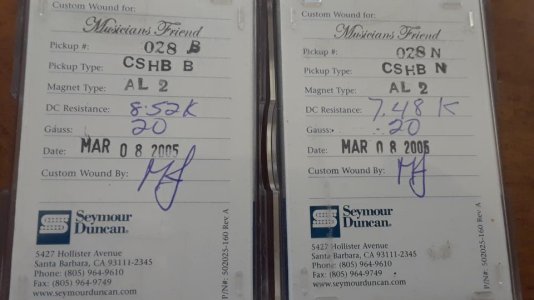 Custom Wound for:
Musicians Friend
Pickup #: 028 B
Pickup Type: CSHB B
Magnet Type: AL 2
DC Resistance: 8.52K
Gauss: 20
Date: MAR 08 2005
Custom Wound By:
Seymour
Duncan®
5427 Hollister Avenue
Santa Barbara, CA 93111-2345
Phone: (805) 964-9610
Fax: (805) 964-9749
www.seymourduncan.com
P/N#: 502025-160 Rev A
Custom Wound for:
Musicians Friend
Pickup #: 028 N
Pickup Type: CSHB N
Magnet Type: AL 2
DC Resistance: 7.48 K
Gauss: 20
Date: MAR 08 2005
Custom Wound By:
Seymour
Duncan®
5427 Hollister Avenue
Santa Barbara, CA 93111-2345
Phone: (805) 964-9610
Fax: (805) 964-9749
www.seymourduncan.com
P/N#: 502025-160 Rev A